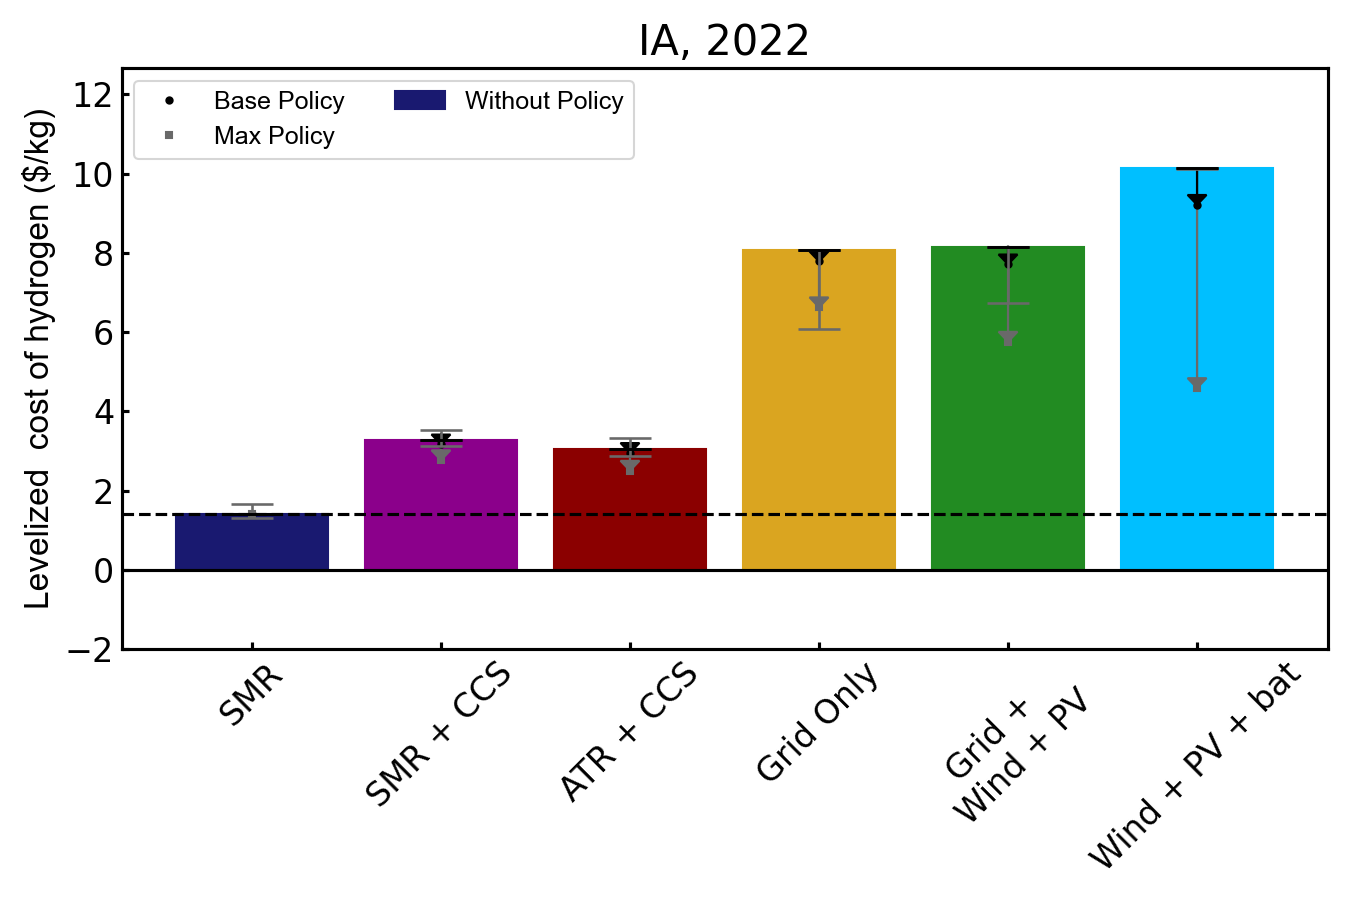 IA, 2022
Base Policy
Max Policy
Without Policy
Levelized  cost of hydrogen ($/kg)
12
10
8
6
4
2
0
−2
SMR
SMR + CCS
ATR + CCS
Grid Only
Grid +
Wind + PV
Wind + PV + bat